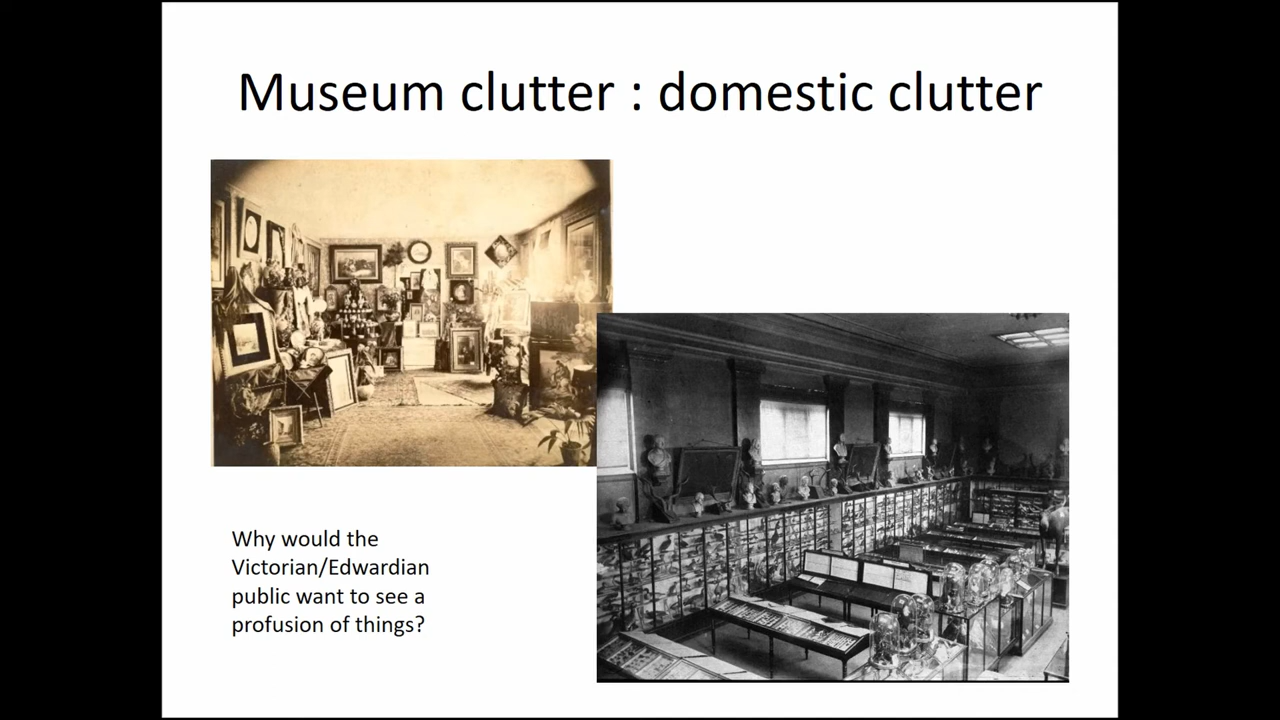 Museum clutter : domestic clutter
Why would the
Victorian/Edwardian
public want to see a
profusion of things?